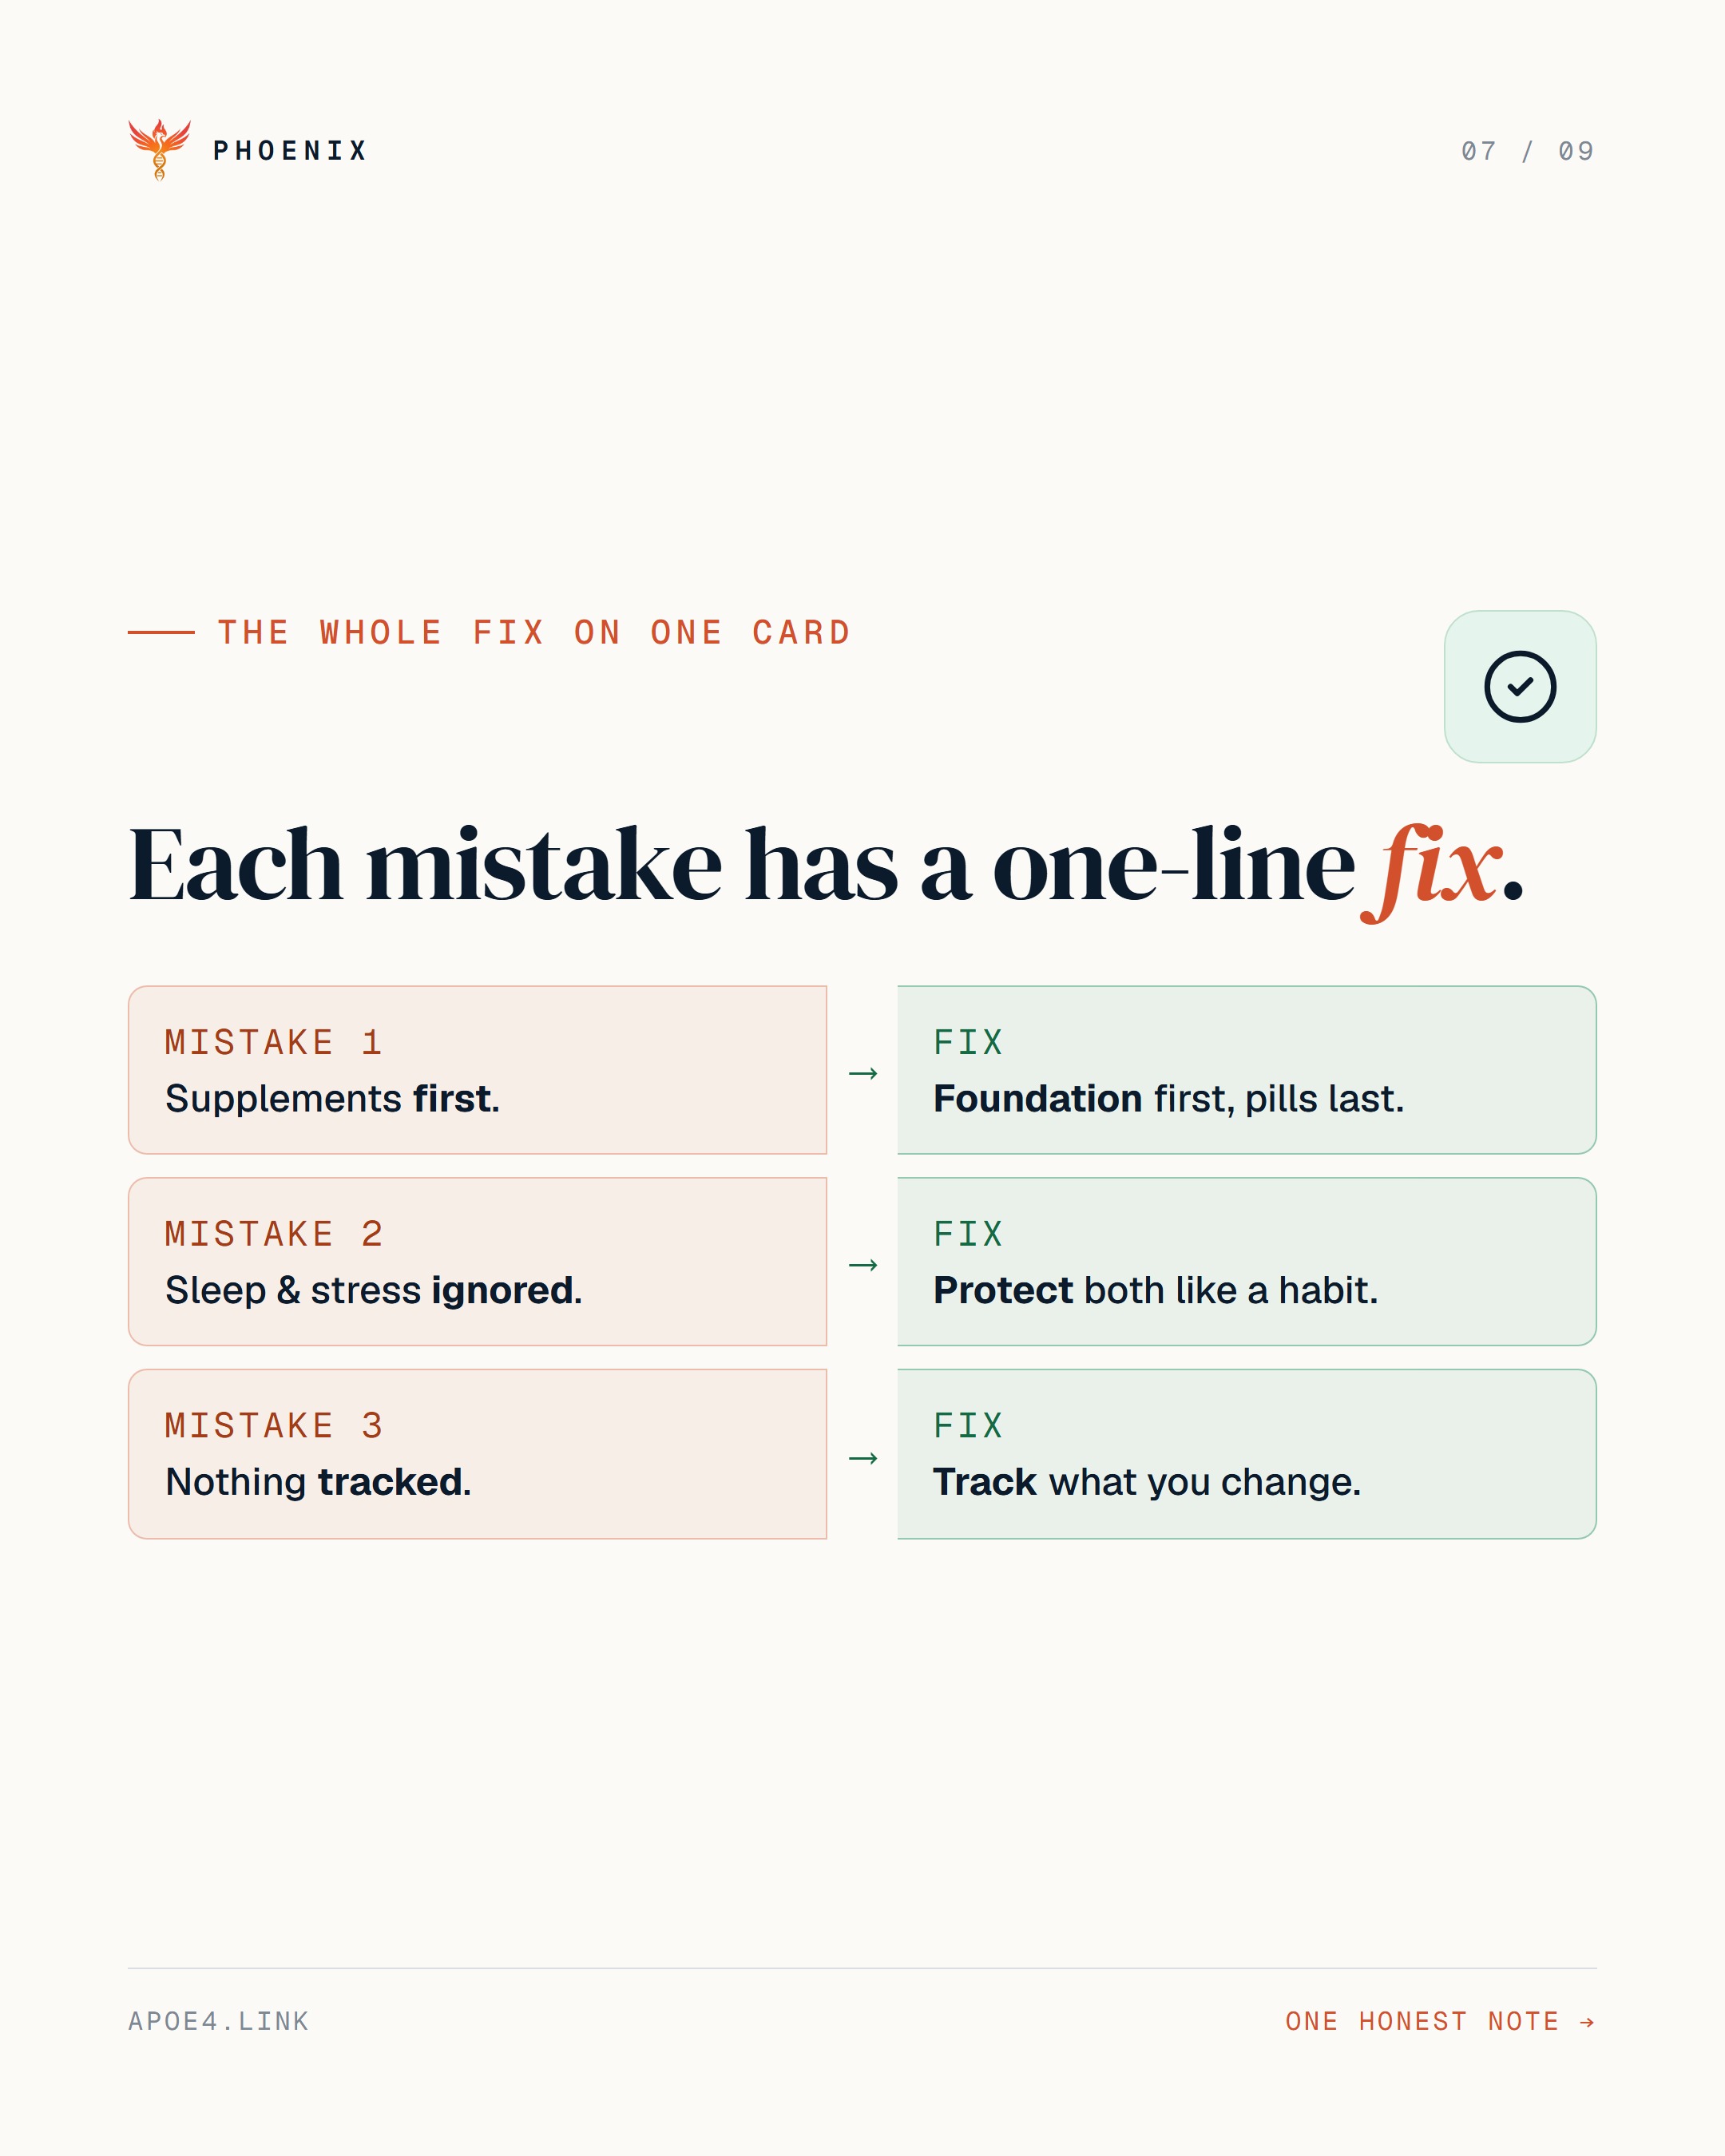 PHOENIX
07 / 09
THE WHOLE FIX ON ONE CARD
Each mistake has a one-line fix.
MISTAKE 1
Supplements first.
→
FIX
Foundation first, pills last.
MISTAKE 2
Sleep & stress ignored.
→
FIX
Protect both like a habit.
MISTAKE 3
Nothing tracked.
→
FIX
Track what you change.
APOE4.LINK
ONE HONEST NOTE →